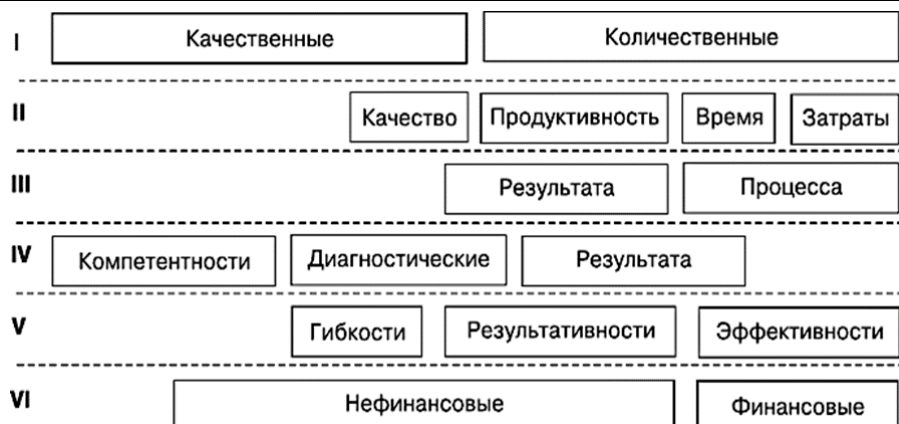 I Качественные Количественные
II Качество Продуктивность Время Затраты
III Результата Процесса
IV Компетентности Диагностические Результата
V Гибкости Результативности Эффективности
VI Нефинансовые Финансовые